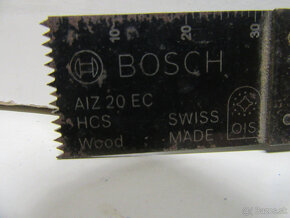 10 20 30
BOSCH
AIZ 20 EC
HCS SWISS
Wood MADE
OIS